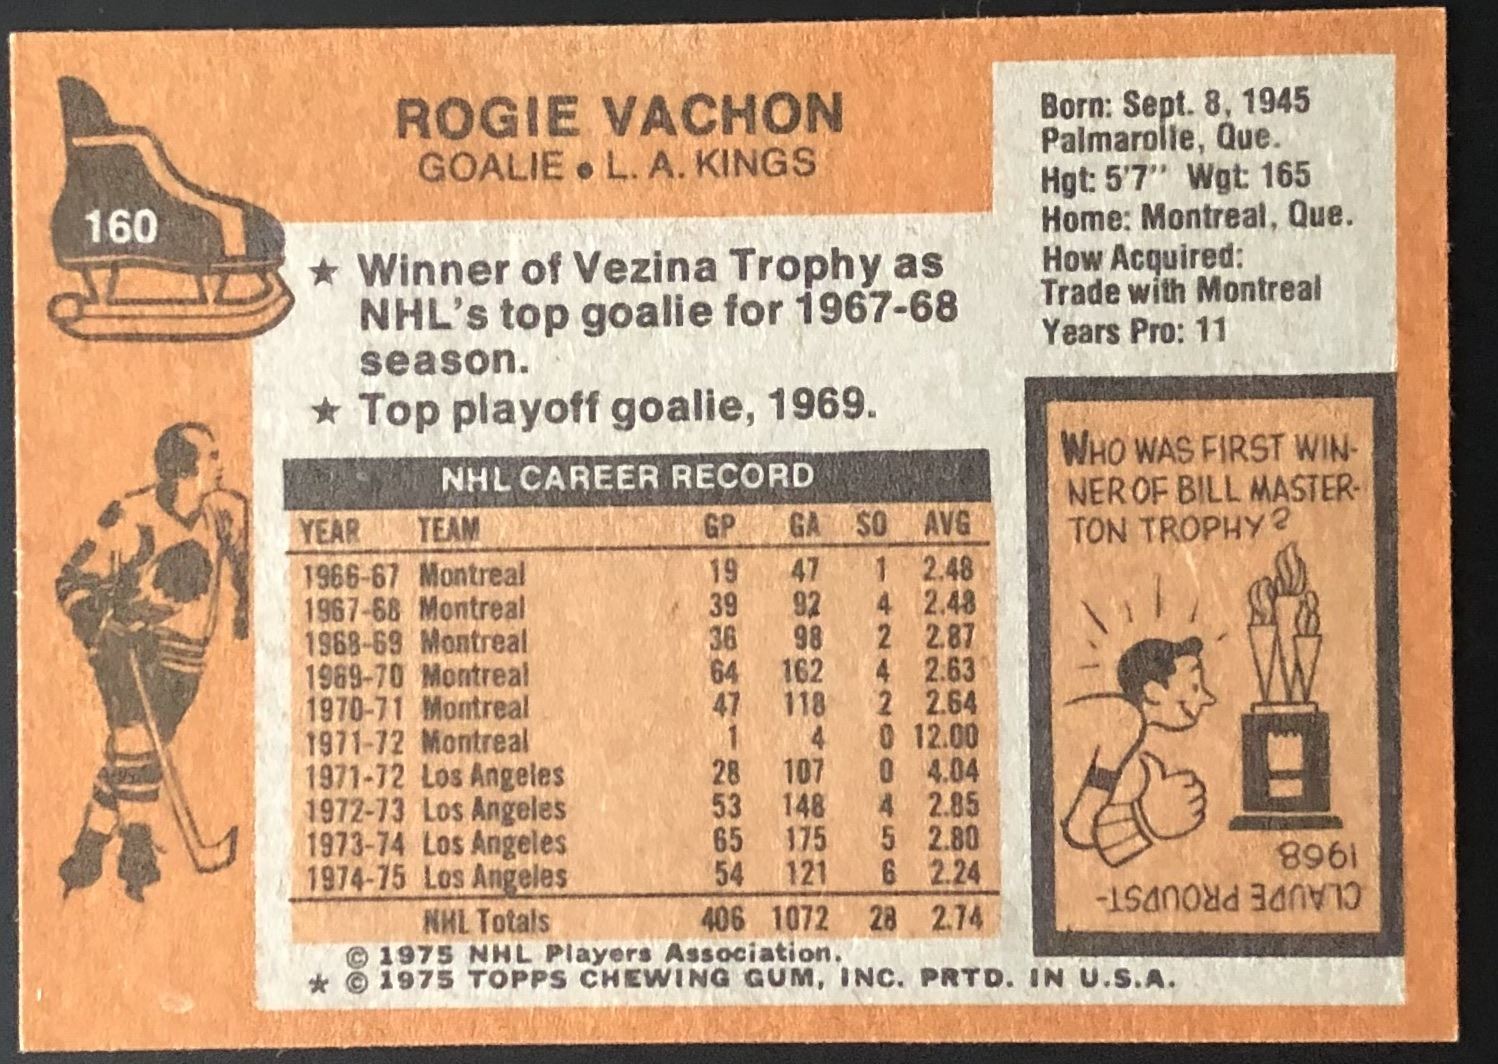 160
ROGIE VACHON
GOALIE • L. A. KINGS
Born: Sept. 8, 1945
Palmarolle, Que.
Hgt: 5'7" Wgt: 165
Home: Montreal, Que.
How Acquired:
Trade with Montreal
Years Pro: 11
★ Winner of Vezina Trophy as
NHL's top goalie for 1967-68
season.
★ Top playoff goalie, 1969.
NHL CAREER RECORD
YEAR TEAM GP GA SO AVG
1966-67 Montreal 19 47 1 2.48
1967-68 Montreal 39 92 4 2.48
1968-69 Montreal 36 98 2 2.87
1969-70 Montreal 64 162 4 2.63
1970-71 Montreal 47 118 2 2.64
1971-72 Montreal 1 4 0 12.00
1971-72 Los Angeles 28 107 0 4.04
1972-73 Los Angeles 53 148 4 2.85
1973-74 Los Angeles 65 175 5 2.80
1974-75 Los Angeles 54 121 6 2.24
NHL Totals 406 1072 28 2.74
WHO WAS FIRST WIN-
NER OF BILL MASTER-
TON TROPHY?
CLAUDE PROUPST-
1968
© 1975 NHL Players Association.
★ © 1975 TOPPS CHEWING GUM, INC. PRTD. IN U.S.A.